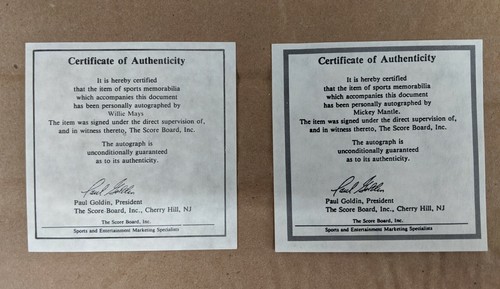 Certificate of Authenticity
It is hereby certified
that the item of sports memorabilia
which accompanies this document
has been personally autographed by
Willie Mays
The item was signed under the direct supervision of,
and in witness thereto, The Score Board, Inc.
The autograph is
unconditionally guaranteed
as to its authenticity.
Paul Goldin
Paul Goldin, President
The Score Board, Inc., Cherry Hill, NJ
The Score Board, Inc.
Sports and Entertainment Marketing Specialists
Certificate of Authenticity
It is hereby certified
that the item of sports memorabilia
which accompanies this document
has been personally autographed by
Mickey Mantle.
The item was signed under the direct supervision of,
and in witness thereto, The Score Board, Inc.
The autograph is
unconditionally guaranteed
as to its authenticity.
Paul Goldin
Paul Goldin, President
The Score Board, Inc., Cherry Hill, NJ
The Score Board, Inc.
Sports and Entertainment Marketing Specialists